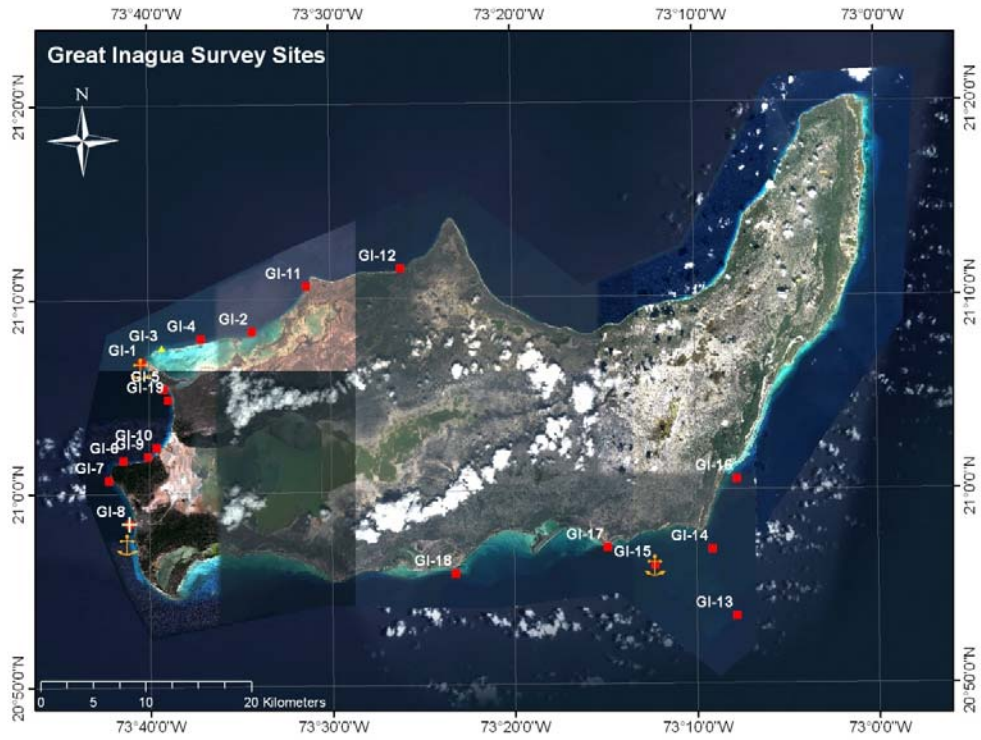 73°40'0"W 73°30'0"W 73°20'0"W 73°10'0"W 73°0'0"W
Great Inagua Survey Sites
N
21°20'0"N
21°20'0"N
GI-12
GI-11
21°10'0"N
21°10'0"N
GI-4
GI-2
GI-3
GI-1
GI-5
GI-19
GI-10
GI-9
GI-6
GI-7
GI-16
21°0'0"N
21°0'0"N
GI-8
GI-17
GI-14
GI-15
GI-18
GI-13
20°50'0"N
20°50'0"N
0 5 10 20 Kilometers
73°40'0"W 73°30'0"W 73°20'0"W 73°10'0"W 73°0'0"W